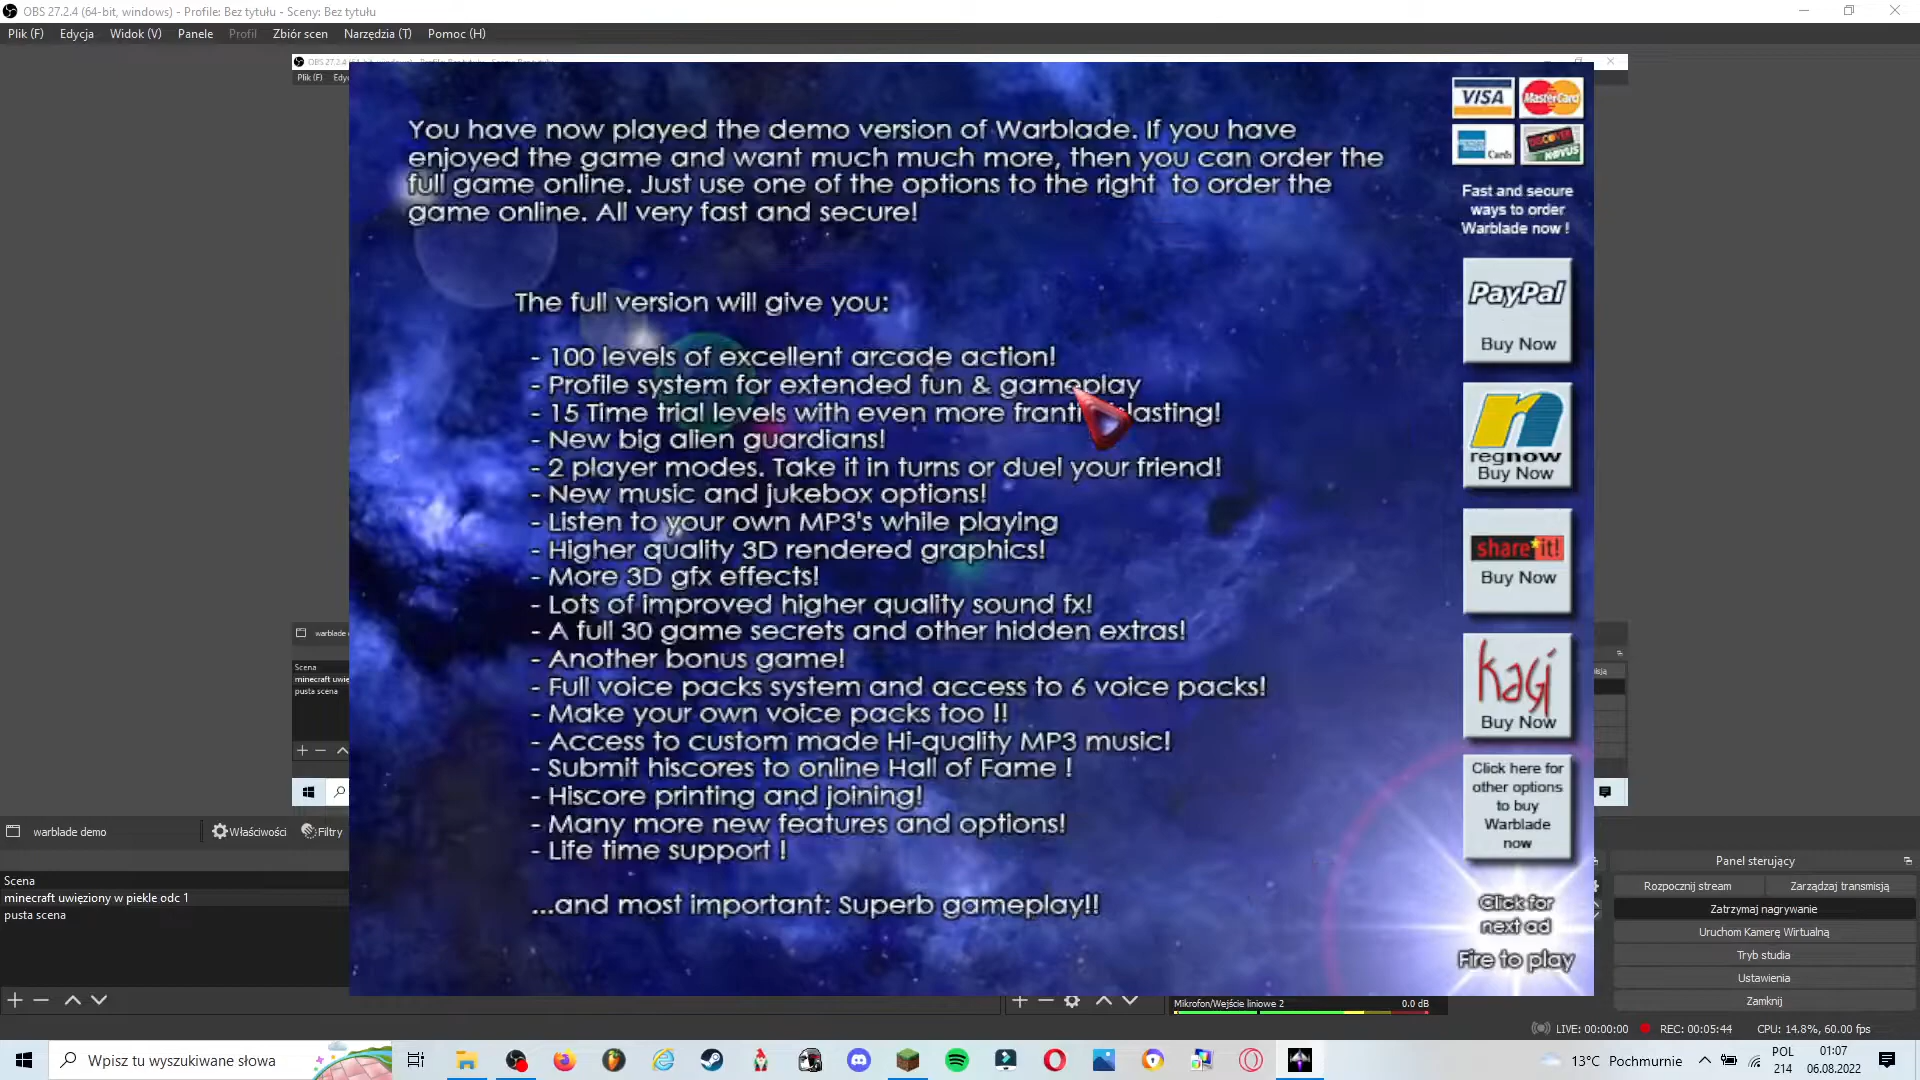 OBS 27.2.4 (64-bit, windows) - Profile: Bez tytułu - Sceny: Bez tytułu
Plik (F)
Edycja
Widok (V)
Panele
Profil
Zbiór scen
Narzędzia (T)
Pomoc (H)
Plik (F)
You have now played the demo version of Warblade. If you have
enjoyed the game and want much much more, then you can order the
full game online. Just use one of the options to the right to order the
game online. All very fast and secure!
The full version will give you:
- 100 levels of excellent arcade action!
- Profile system for extended fun & gameplay
- 15 Time trial levels with even more frantic blasting!
- New big alien guardians!
- 2 player modes. Take it in turns or duel your friend!
- New music and jukebox options!
- Listen to your own MP3's while playing
- Higher quality 3D rendered graphics!
- More 3D gfx effects!
- Lots of improved higher quality sound fx!
- A full 30 game secrets and other hidden extras!
- Another bonus game!
- Full voice packs system and access to 6 voice packs!
- Make your own voice packs too !!
- Access to custom made Hi-quality MP3 music!
- Submit hiscores to online Hall of Fame !
- Hiscore printing and joining!
- Many more new features and options!
- Life time support !
...and most important: Superb gameplay!!
VISA
MasterCard
Cards
DISCOVER
NOVUS
Fast and secure
ways to order
Warblade now !
PayPal
Buy Now
regnow
Buy Now
share it!
Buy Now
kagi
Buy Now
Click here for
other options
to buy
Warblade
now
Click for
next ad
Fire to play
Scena
minecraft uwię
pusta scena
warblade demo
Właściwości
Filtry
Scena
minecraft uwięziony w piekle odc 1
pusta scena
Mikrofon/Wejście liniowe 2
0.0 dB
Panel sterujący
Rozpocznij stream
Zarządzaj transmisją
Zatrzymaj nagrywanie
Uruchom Kamerę Wirtualną
Tryb studia
Ustawienia
Zamknij
LIVE: 00:00:00
REC: 00:05:44
CPU: 14.8%, 60.00 fps
Wpisz tu wyszukiwane słowa
13°C Pochmurnie
POL
214
01:07
06.08.2022